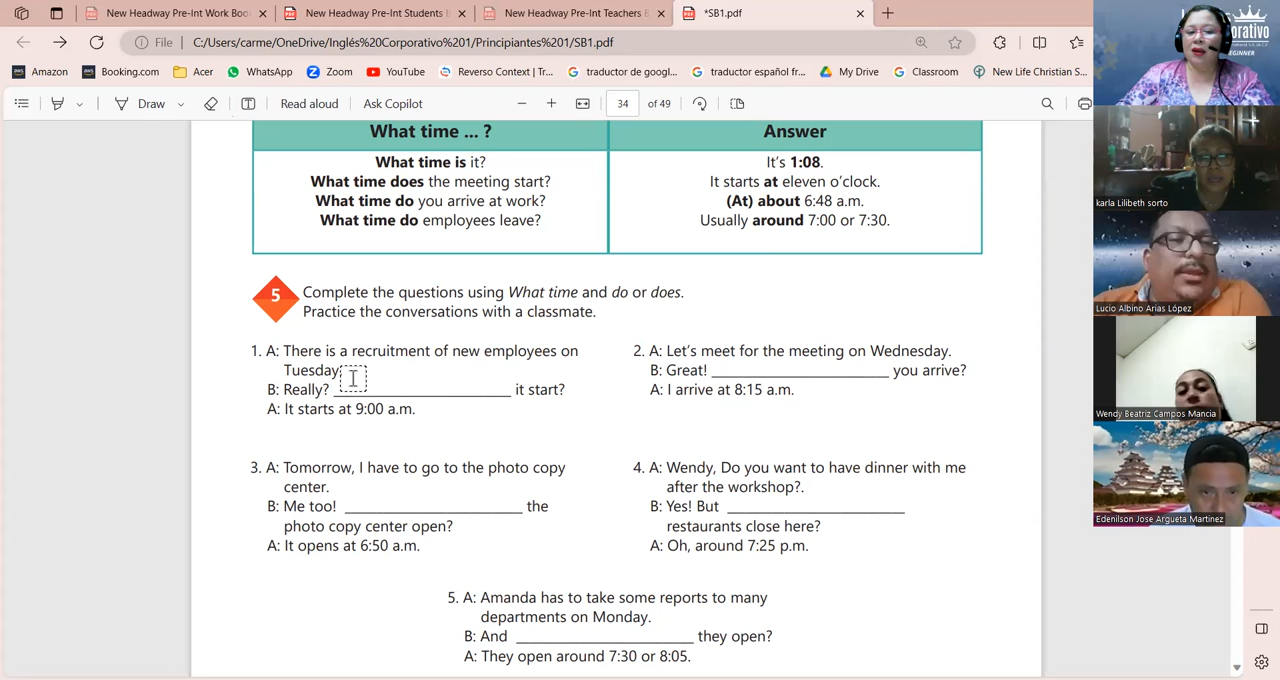 New Headway Pre-Int Work Boo
New Headway Pre-Int Students B
New Headway Pre-Int Teachers B
*SB1.pdf
File
C:/Users/carme/OneDrive/Inglés%20Corporativo%201/Principiantes%201/SB1.pdf
Amazon
Booking.com
Acer
WhatsApp
Zoom
YouTube
Reverso Context | Tr...
traductor de googl...
traductor español fr...
My Drive
Classroom
New Life Christian S...
Draw
Read aloud
Ask Copilot
34
of 49
What time ... ?
Answer
What time is it?
It's 1:08.
What time does the meeting start?
It starts at eleven o'clock.
What time do you arrive at work?
(At) about 6:48 a.m.
What time do employees leave?
Usually around 7:00 or 7:30.
5
Complete the questions using What time and do or does.
Practice the conversation with a classmate.
1. A: There is a recruitment of new employees on
Tuesday
B: Really? ______________________ it start?
A: It starts at 9:00 a.m.
2. A: Let's meet for the meeting on Wednesday.
B: Great! ______________________ you arrive?
A: I arrive at 8:15 a.m.
3. A: Tomorrow, I have to go to the photo copy
center.
B: Me too! ______________________ the
photo copy center open?
A: It opens at 6:50 a.m.
4. A: Wendy, Do you want to have dinner with me
after the workshop?.
B: Yes! But ______________________
restaurants close here?
A: Oh, around 7:25 p.m.
5. A: Amanda has to take some reports to many
departments on Monday.
B: And ______________________ they open?
A: They open around 7:30 or 8:05.
karla Lilibeth sorto
Lucio Albino Arias López
Wendy Beatriz Campos Mancia
Edenilson Jose Argueta Martinez